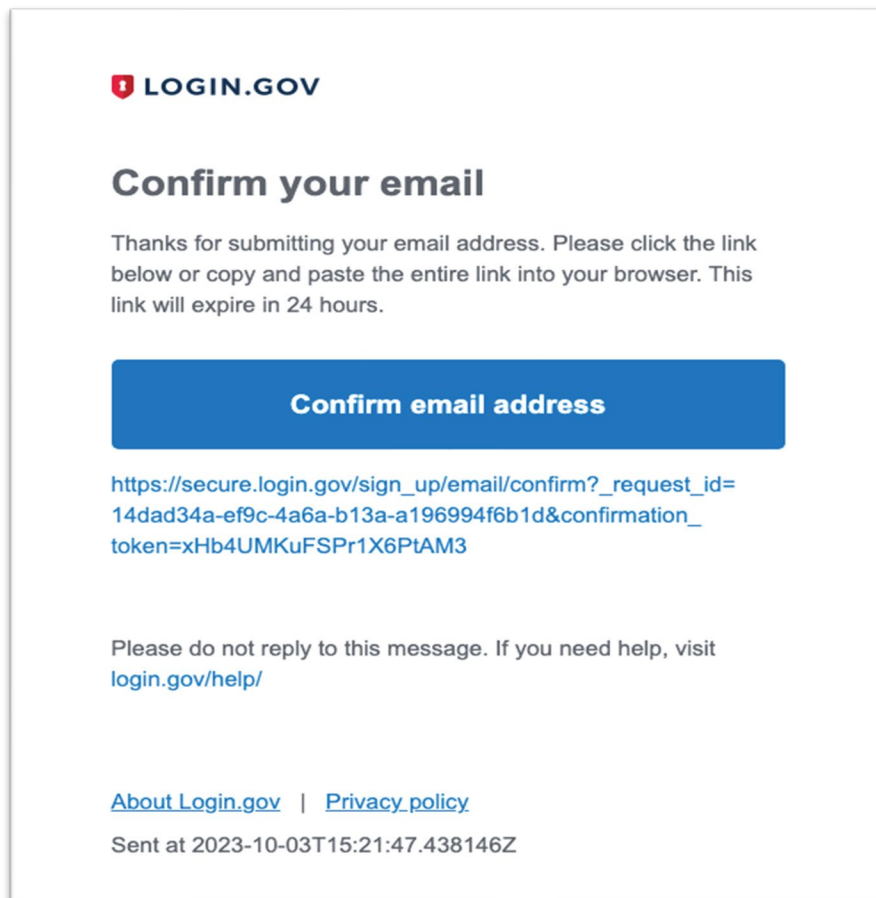 LOGIN.GOV
Confirm your email
Thanks for submitting your email address. Please click the link
below or copy and paste the entire link into your browser. This
link will expire in 24 hours.
Confirm email address
https://secure.login.gov/sign_up/email/confirm?_request_id=
14dad34a-ef9c-4a6a-b13a-a196994f6b1d&confirmation_
token=xHb4UMKuFSPr1X6PtAM3
Please do not reply to this message. If you need help, visit
login.gov/help/
About Login.gov | Privacy policy
Sent at 2023-10-03T15:21:47.438146Z